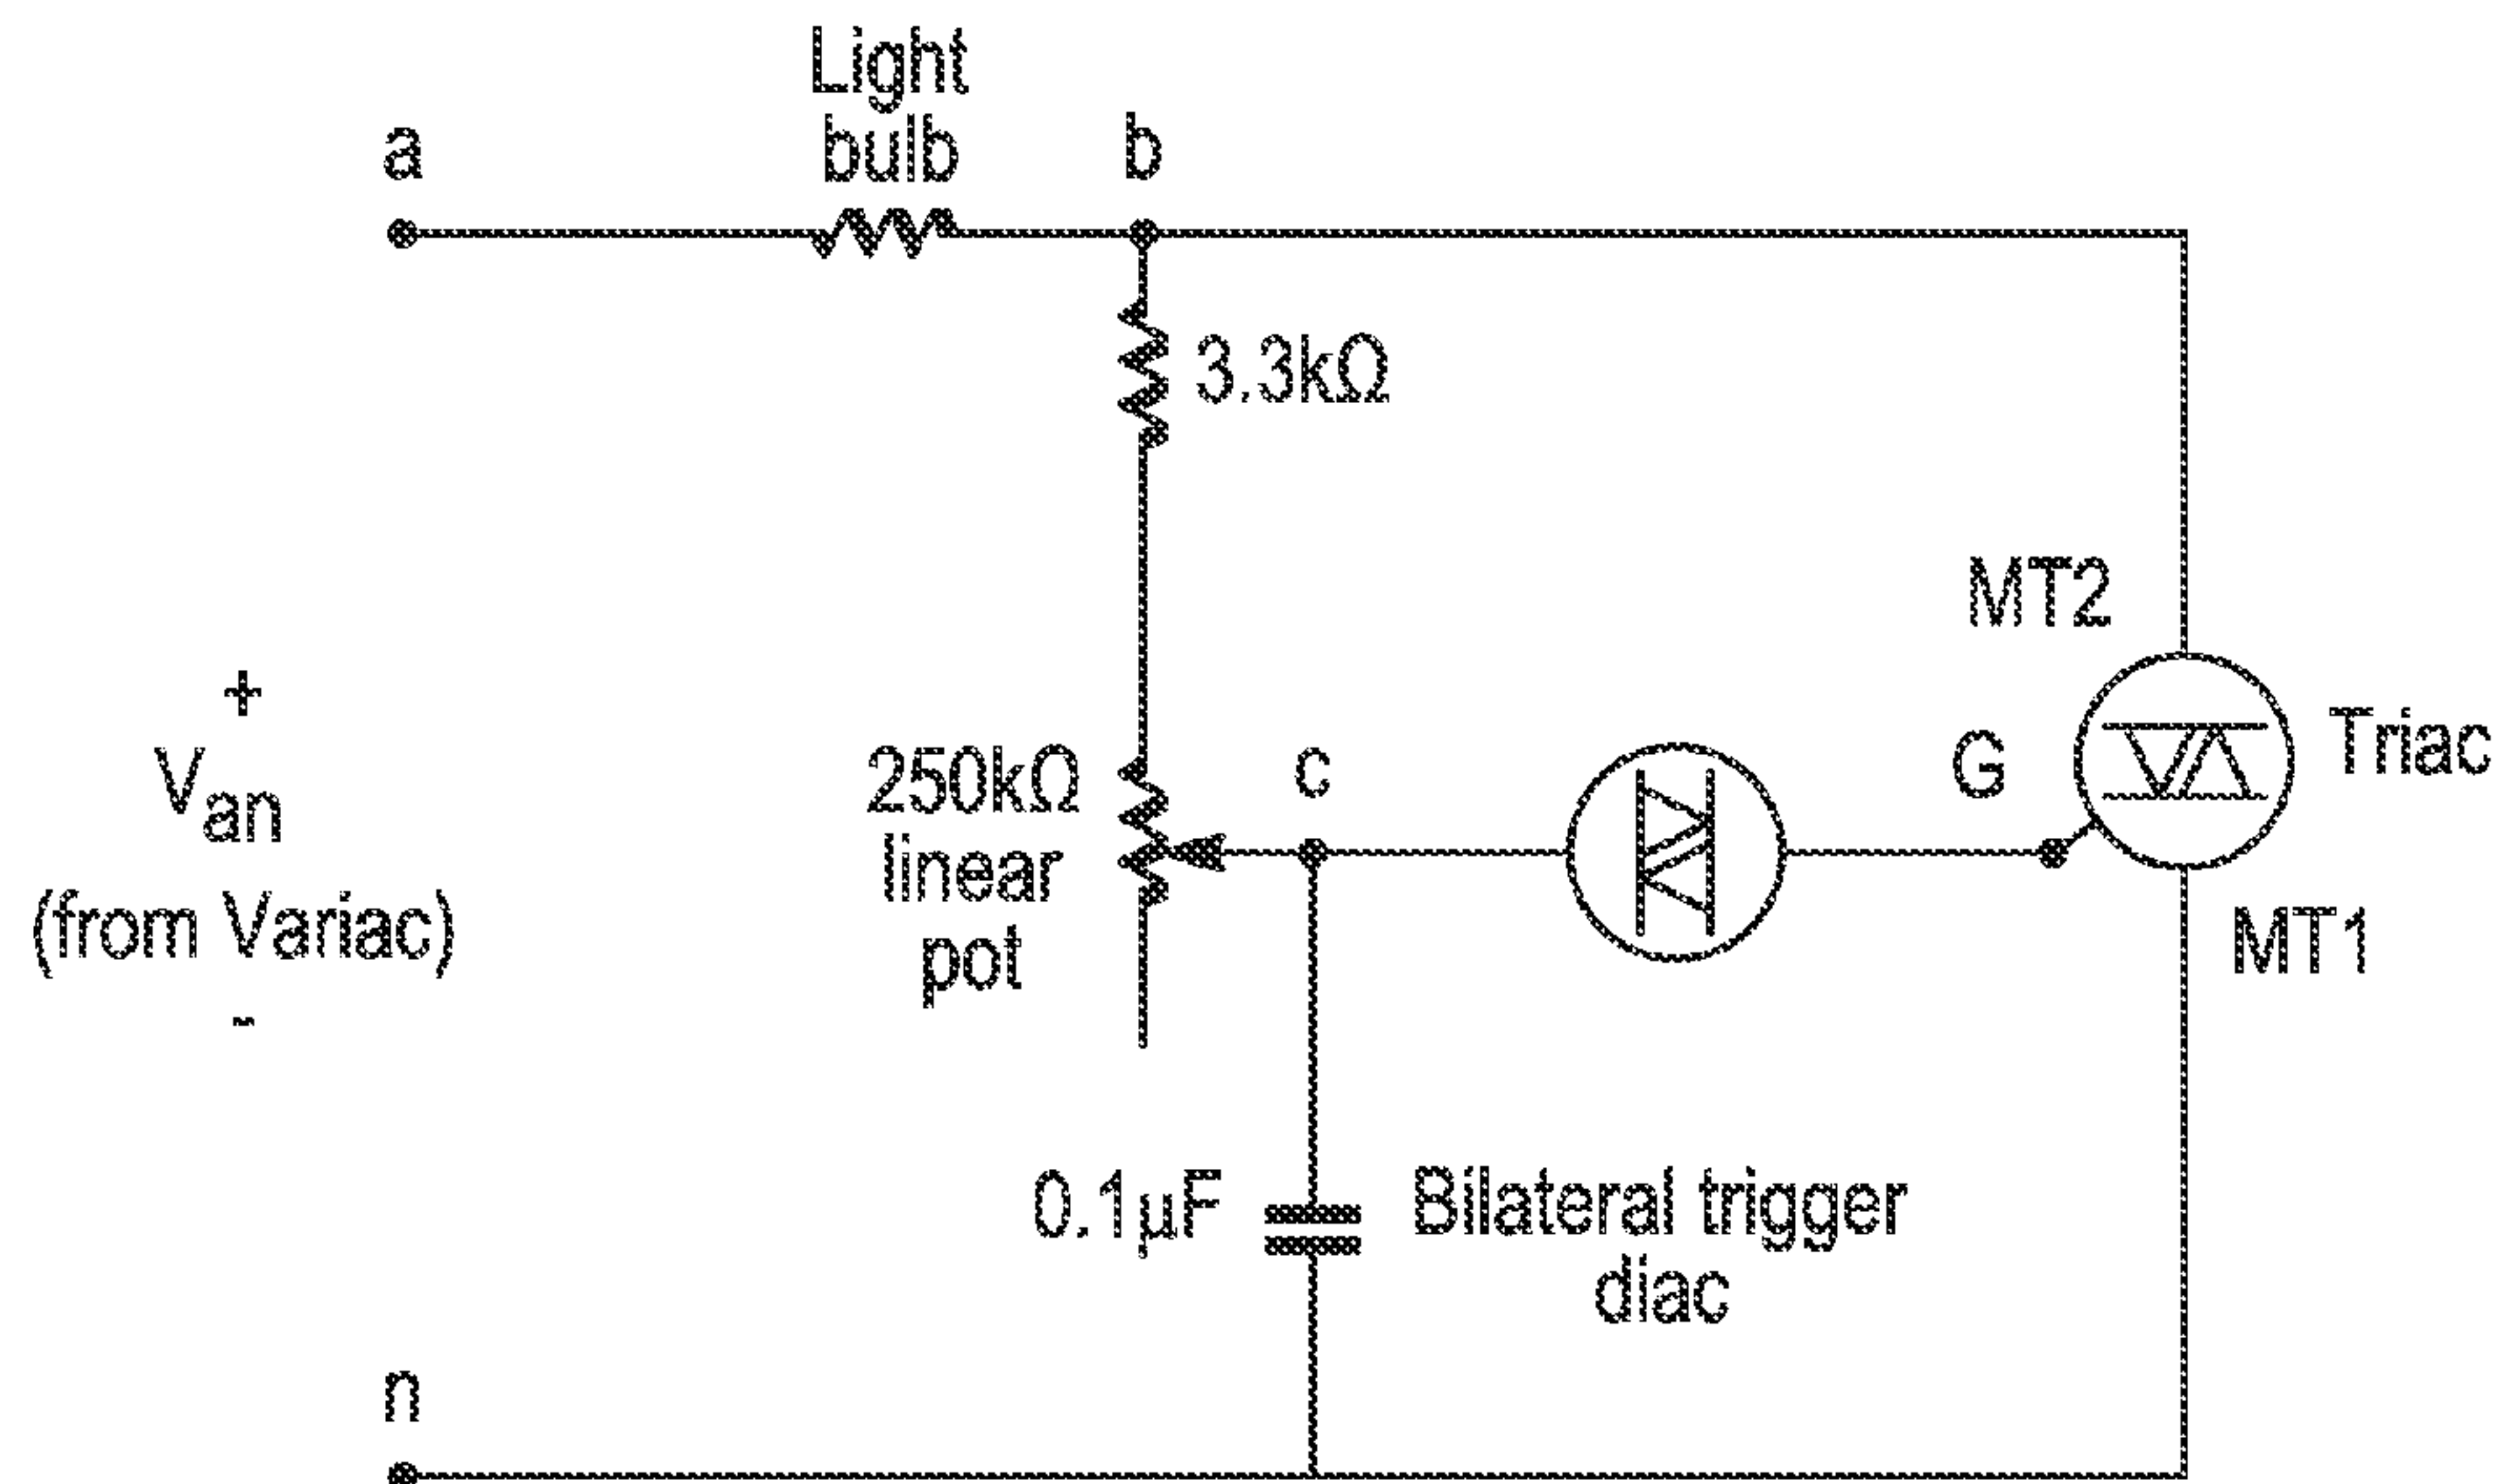 Light
bulb
a
b
3.3kΩ
MT2
+
Van
(from Variac)
-
250kΩ
linear
pot
c
G
Triac
MT1
0.1µF
Bilateral trigger
diac
n